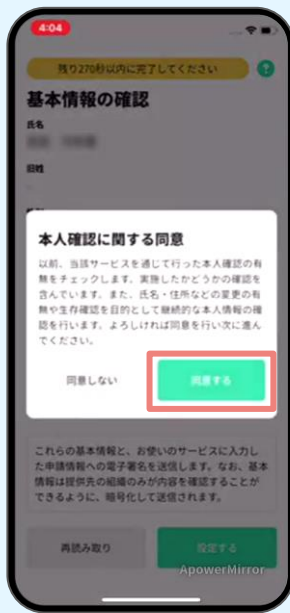 4:04
残り270秒以内に完了してください
?
基本情報の確認
氏名
旧姓
本人確認に関する同意
以前、当該サービスを通じて行った本人確認の有
無をチェックします。実施したかどうかの確認を
含んでいます。また、氏名・住所などの変更の有
無や生存確認を目的として継続的な本人情報の確
認を行います。よろしければ同意を行い次に進ん
でください。
同意しない
同意する
これらの基本情報と、お使いのサービスに入力し
た申請情報への電子署名を送信します。なお、基本
情報は提供先の組織のみが内容を確認することが
できるように、暗号化して送信されます。
再読み取り
設定する
ApowerMirror